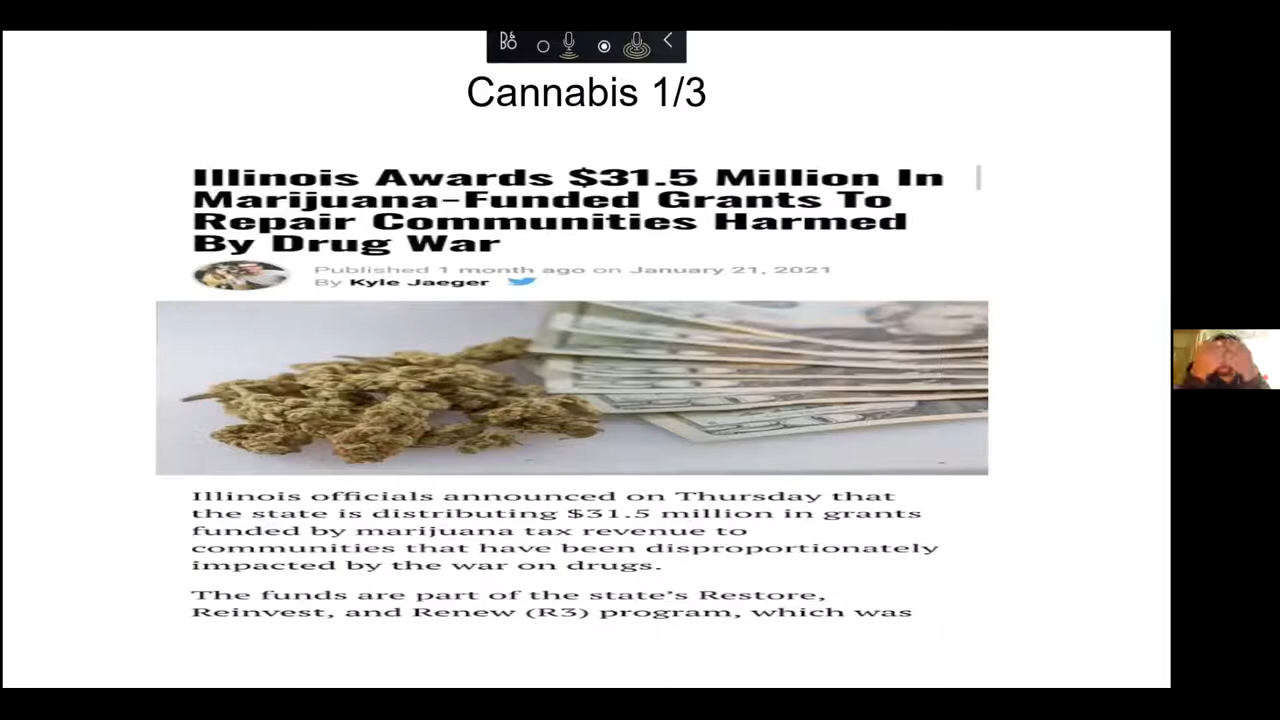 Cannabis 1/3
Illinois Awards $31.5 Million In
Marijuana-Funded Grants To
Repair Communities Harmed
By Drug War
Published 1 month ago on January 21, 2021
By Kyle Jaeger
Illinois officials announced on Thursday that
the state is distributing $31.5 million in grants
funded by marijuana tax revenue to
communities that have been disproportionately
impacted by the war on drugs.
The funds are part of the state's Restore,
Reinvest, and Renew (R3) program, which was